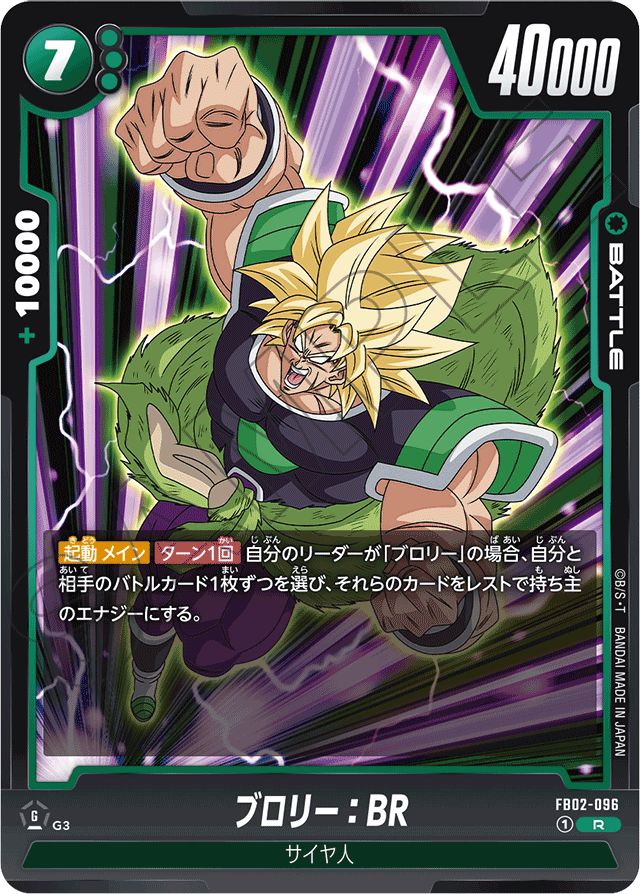 7
40000
+10000
BATTLE
起動メイン ターン1回 自分のリーダーが「ブロリー」の場合、自分と
相手のバトルカード1枚ずつを選び、それらのカードをレストで持ち主
のエナジーにする。
©B/S・T BANDAI MADE IN JAPAN
ブロリー：BR
FB02-096
G G3
① R
サイヤ人